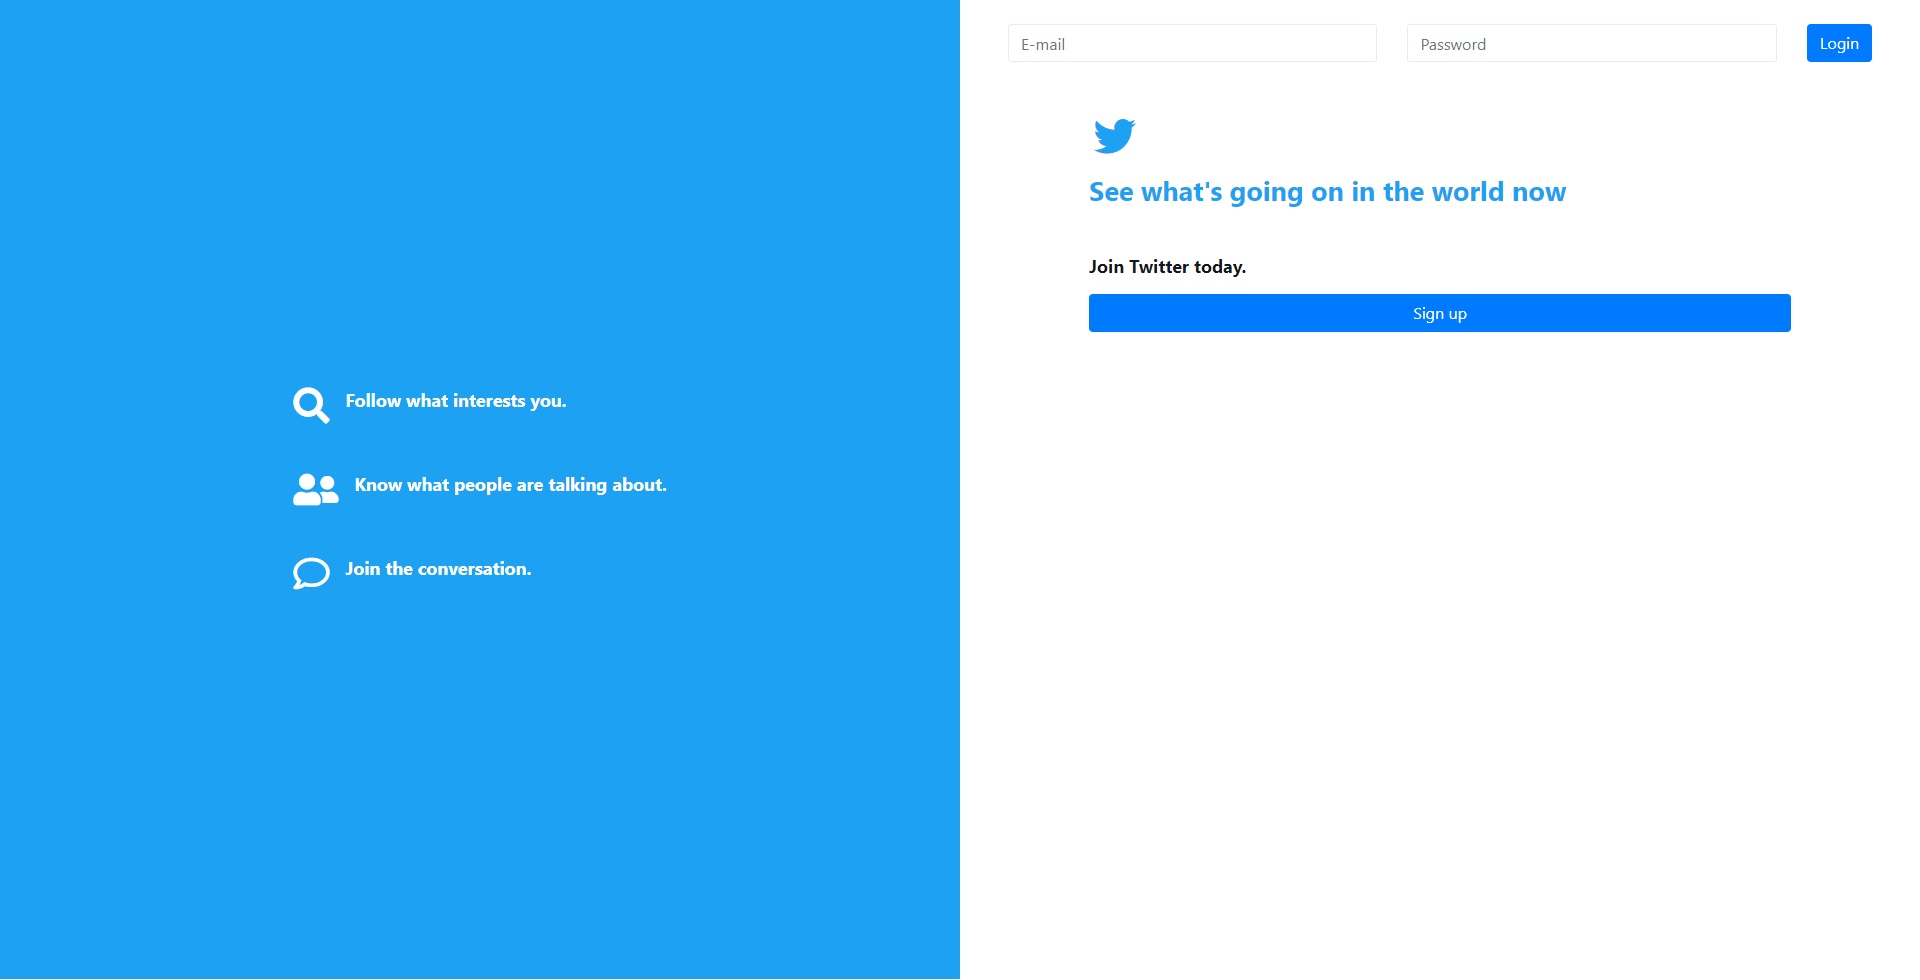 E-mail
Password
Login
See what's going on in the world now
Join Twitter today.
Sign up
Follow what interests you.
Know what people are talking about.
Join the conversation.